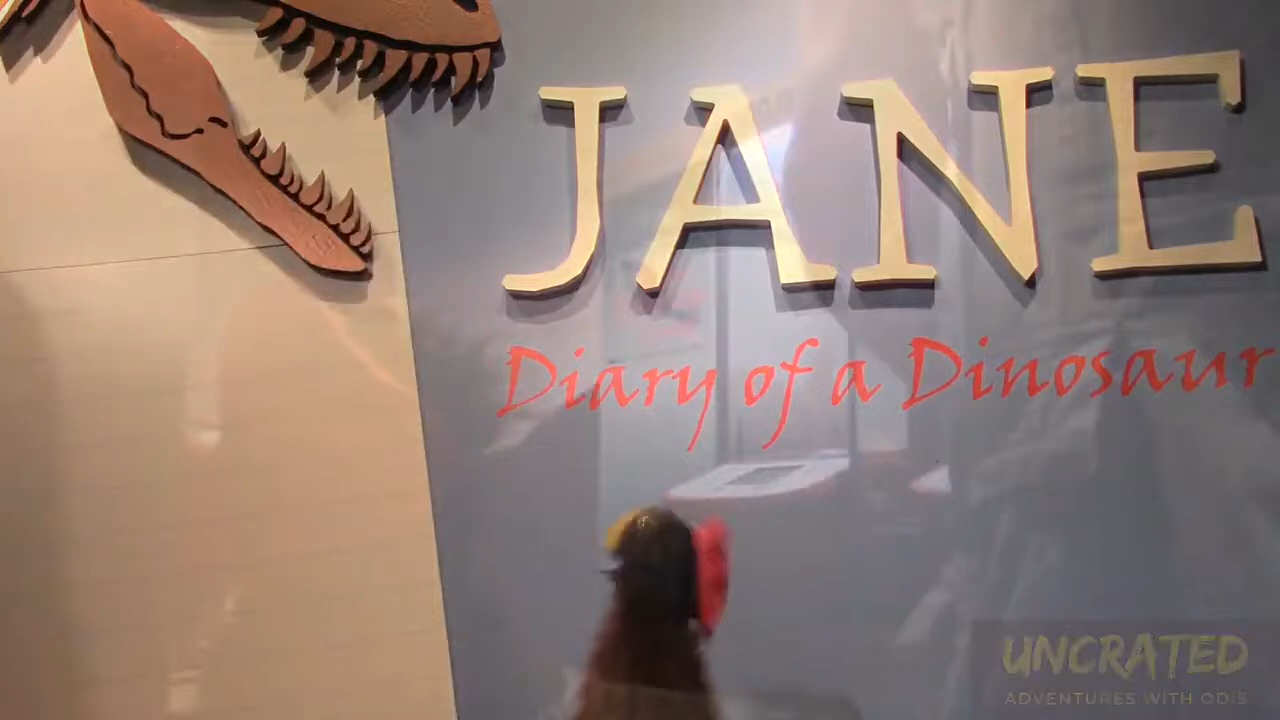 JANE
Diary of a Dinosaur
UNCRATED
ADVENTURES WITH ODIS